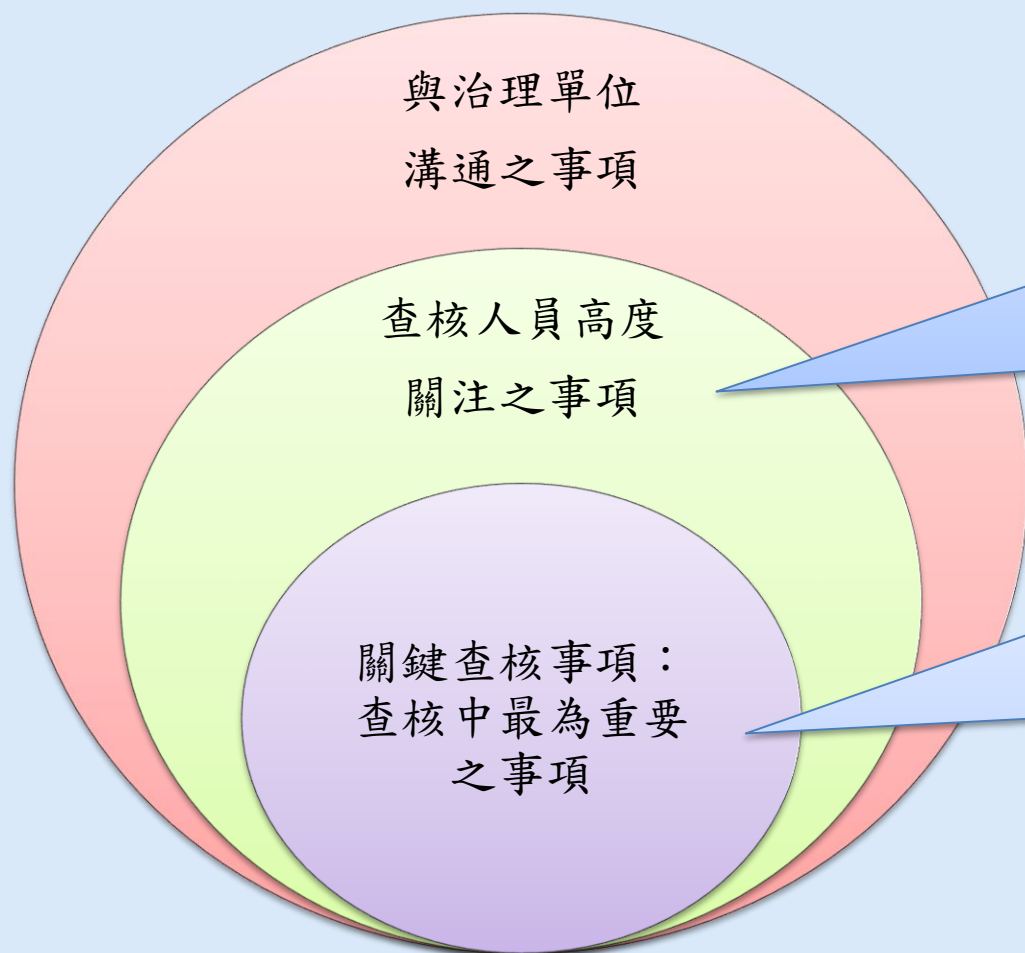 與治理單位
溝通之事項
查核人員高度
關注之事項
關鍵查核事項：
查核中最為重要
之事項